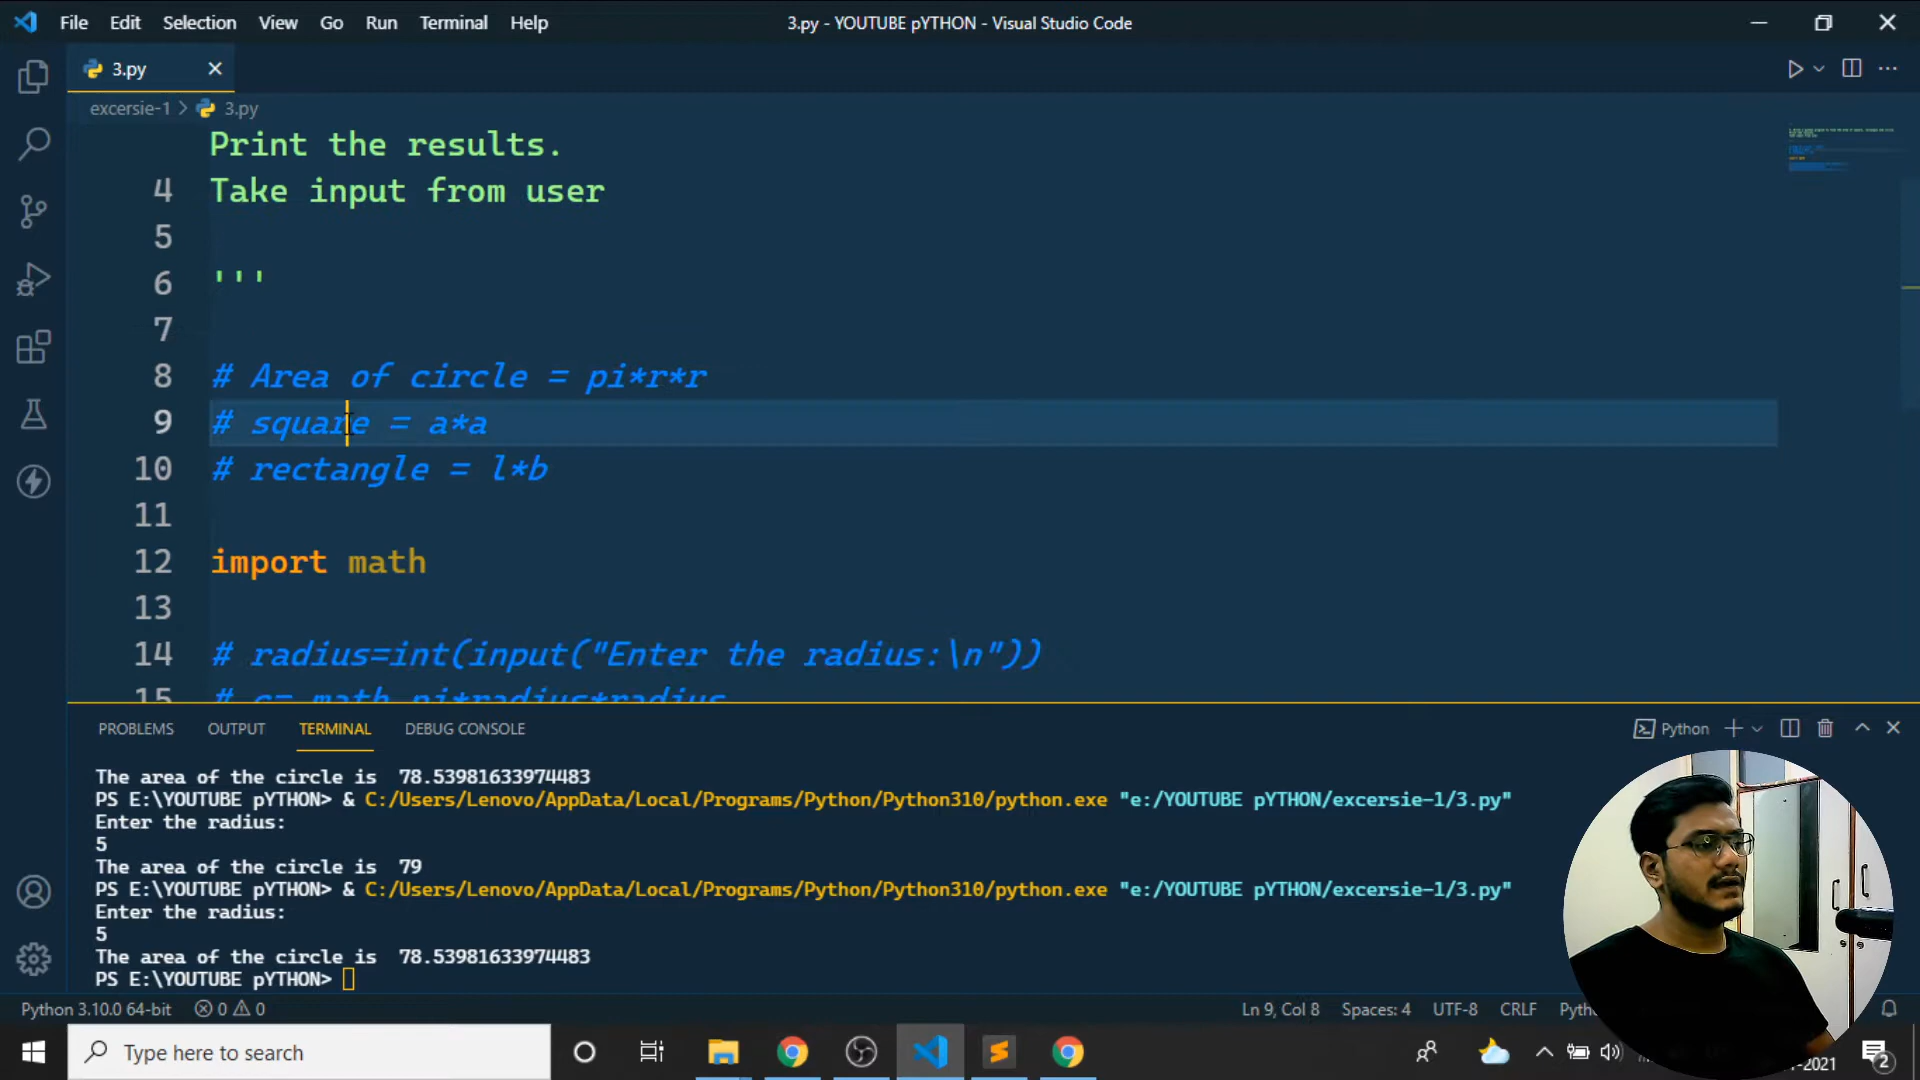 File Edit Selection View Go Run Terminal Help
3.py - YOUTUBE pYTHON - Visual Studio Code
3.py
excersie-1 > 3.py
Print the results.
4 Take input from user
5
6 '''
7
8 # Area of circle = pi*r*r
9 # square = a*a
10 # rectangle = l*b
11
12 import math
13
14 # radius=int(input("Enter the radius:\n"))
15 # c= math.pi*radius*radius
PROBLEMS OUTPUT TERMINAL DEBUG CONSOLE
Python
The area of the circle is  78.53981633974483
PS E:\YOUTUBE pYTHON> & C:/Users/Lenovo/AppData/Local/Programs/Python/Python310/python.exe "e:/YOUTUBE pYTHON/excersie-1/3.py"
Enter the radius:
5
The area of the circle is  79
PS E:\YOUTUBE pYTHON> & C:/Users/Lenovo/AppData/Local/Programs/Python/Python310/python.exe "e:/YOUTUBE pYTHON/excersie-1/3.py"
Enter the radius:
5
The area of the circle is  78.53981633974483
PS E:\YOUTUBE pYTHON>
Python 3.10.0 64-bit 0 0 Ln 9, Col 8 Spaces: 4 UTF-8 CRLF
Type here to search
2